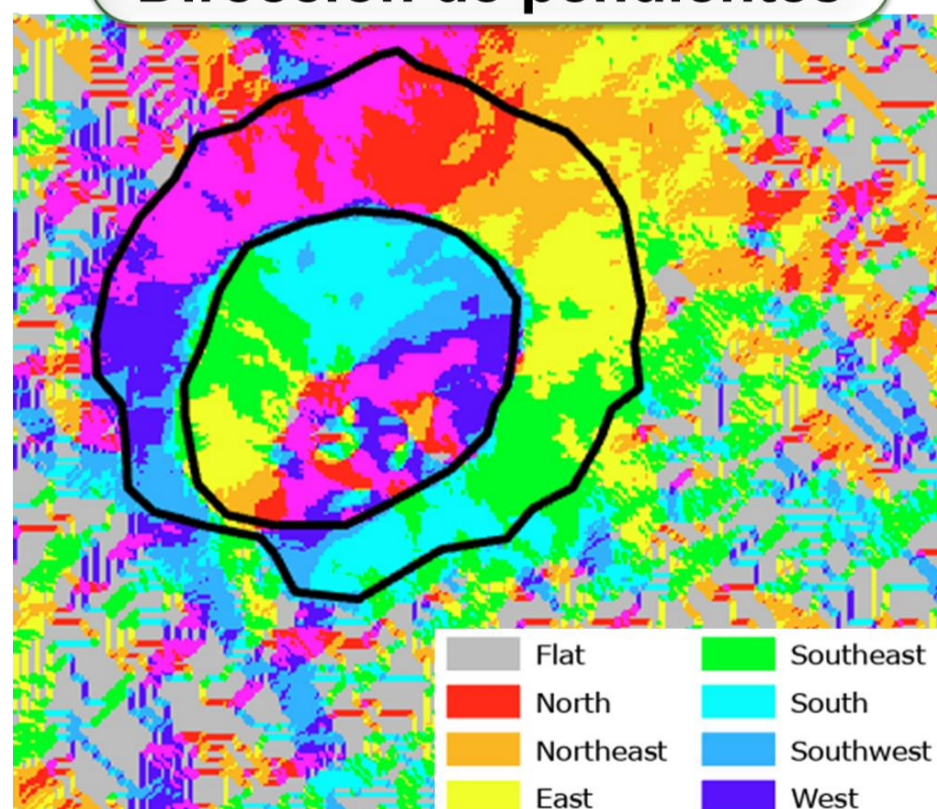 Dirección de pendientes
Flat
North
Northeast
East
Southeast
South
Southwest
West